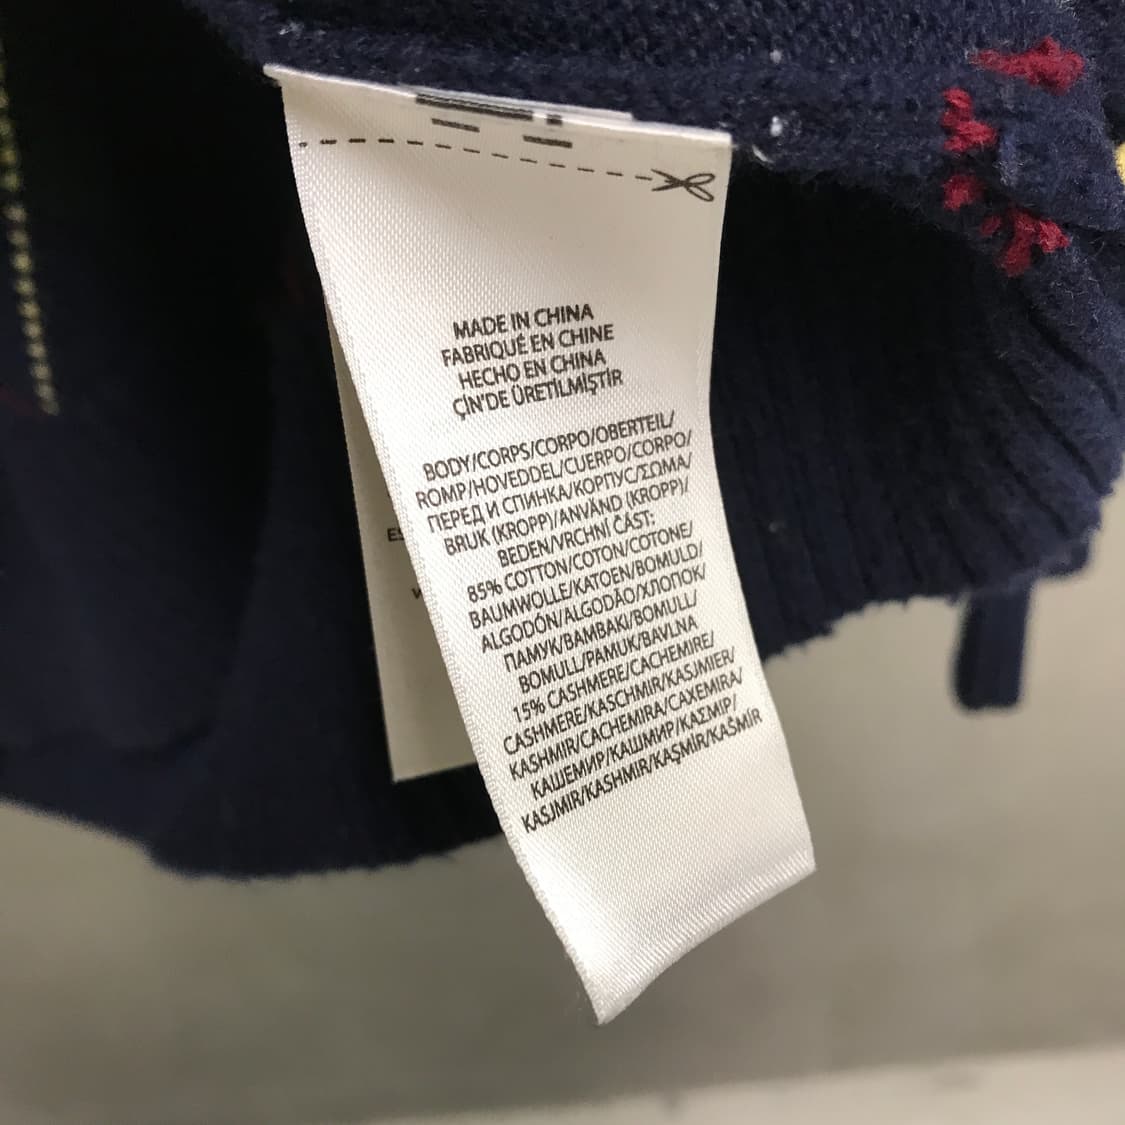 MADE IN CHINA
FABRIQUÉ EN CHINE
HECHO EN CHINA
ÇİN'DE ÜRETİLMİŞTİR
BODY/CORPS/CORPO/OBERTEIL/
ROMP/HOVEDDEL/CUERPO/CORPO/
ПЕРЕД И СПИНКА/КОРПУС/ΣΩΜΑ/
BRUK (KROPP)/ANVÄND (KROPP)/
BEDEN/VRCHNÍ ČÁST:
85% COTTON/COTON/COTONE/
BAUMWOLLE/KATOEN/BOMULD/
ALGODÓN/ALGODÃO/ХЛОПОК/
ПАМУК/ΒΑΜΒΑΚΙ/BOMULL/
BOMULL/PAMUK/BAVLNA
15% CASHMERE/CACHEMIRE/
CASHMERE/KASCHMIR/KASJMIER/
KASHMIR/CACHEMIRA/CAXEMIRA/
КАШЕМИР/КАШМИР/ΚΑΣΜΙΡ/
KASJMIR/KASHMIR/KAŞMİR/KAŠMÍR